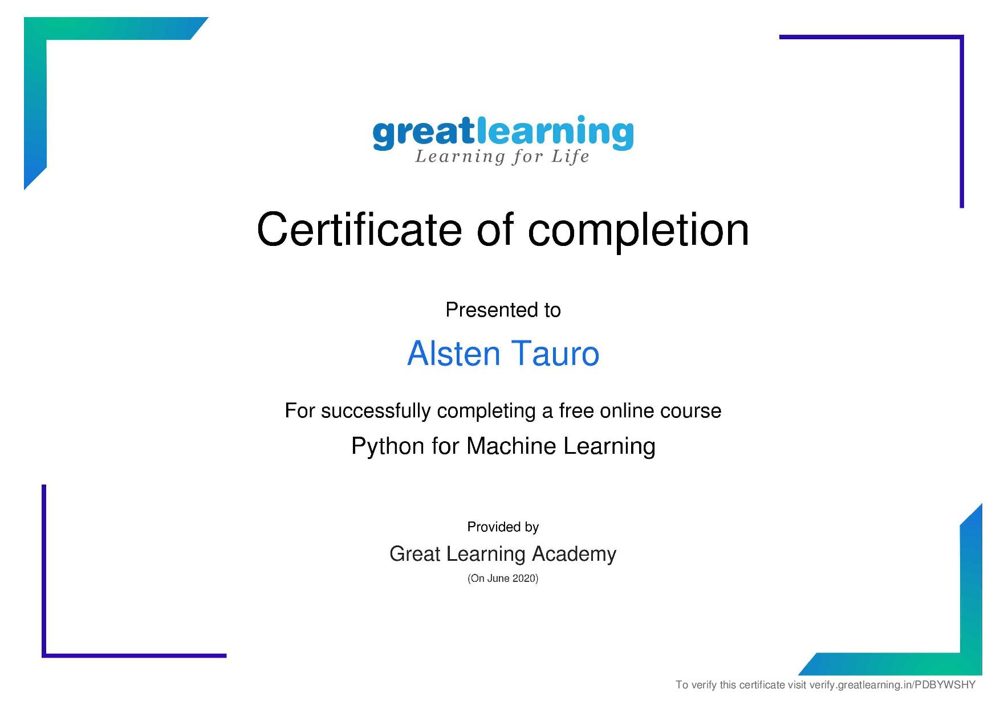 greatlearning
Learning for Life
Certificate of completion
Presented to
Alsten Tauro
For successfully completing a free online course
Python for Machine Learning
Provided by
Great Learning Academy
(On June 2020)
To verify this certificate visit verify.greatlearning.in/PDBYWSHY